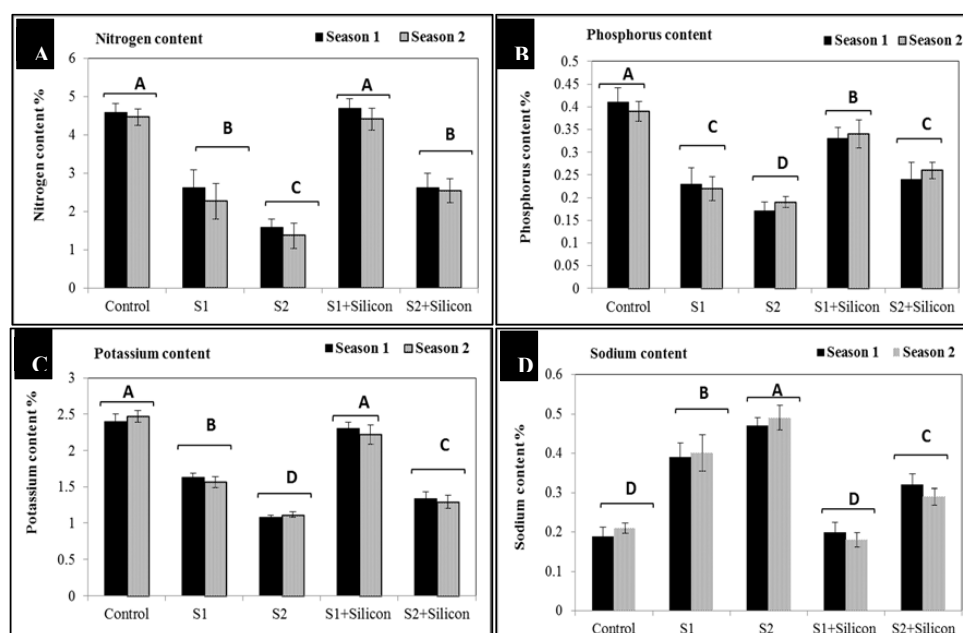 A
Nitrogen content
Season 1 Season 2
Nitrogen content %
6
5
4
3
2
1
0
A
B
C
A
B
Control S1 S2 S1+Silicon S2+Silicon
B
Phosphorus content
Season 1 Season 2
Phosphorus content %
0.5
0.45
0.4
0.35
0.3
0.25
0.2
0.15
0.1
0.05
0
A
C
D
B
C
Control S1 S2 S1+Silicon S2+Silicon
C
Potassium content
Season 1 Season 2
Potassium content %
3
2.5
2
1.5
1
0.5
0
A
B
D
A
C
Control S1 S2 S1+Silicon S2+Silicon
D
Sodium content
Season 1 Season 2
Sodium content %
0.6
0.5
0.4
0.3
0.2
0.1
0
D
B
A
D
C
Control S1 S2 S1+Silicon S2+Silicon